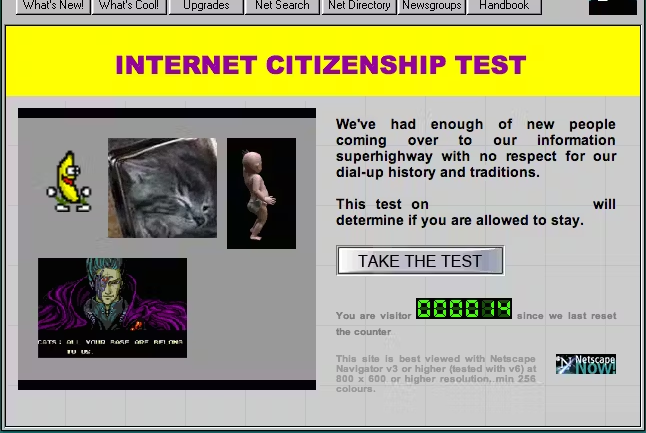 What's New! What's Cool! Upgrades Net Search Net Directory Newsgroups Handbook
INTERNET CITIZENSHIP TEST
We've had enough of new people
coming over to our information
superhighway with no respect for our
dial-up history and traditions.
This test on will
determine if you are allowed to stay.
TAKE THE TEST
You are visitor 0000014 since we last reset
the counter
CATS: ALL YOUR BASE ARE BELONG
TO US.
This site is best viewed with Netscape
Navigator v3 or higher (tested with v6) at
800 x 600 or higher resolution. min 256
colours.
N Netscape
NOW!